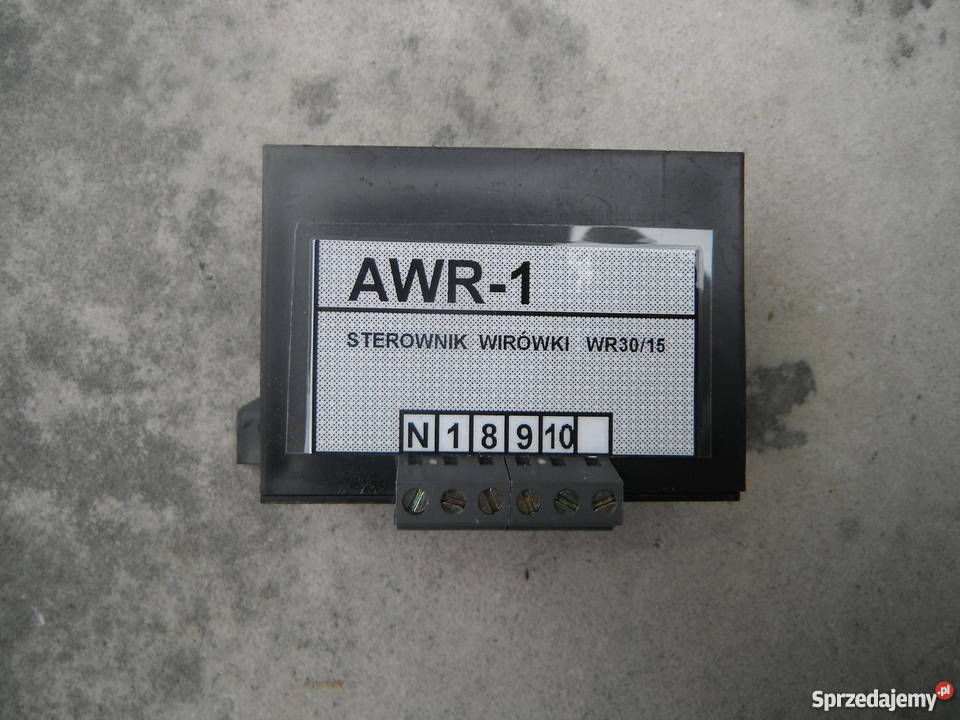 AWR-1
STEROWNIK WIRÓWKI WR30/15
N 1 8 9 10
Sprzedajemy.pl